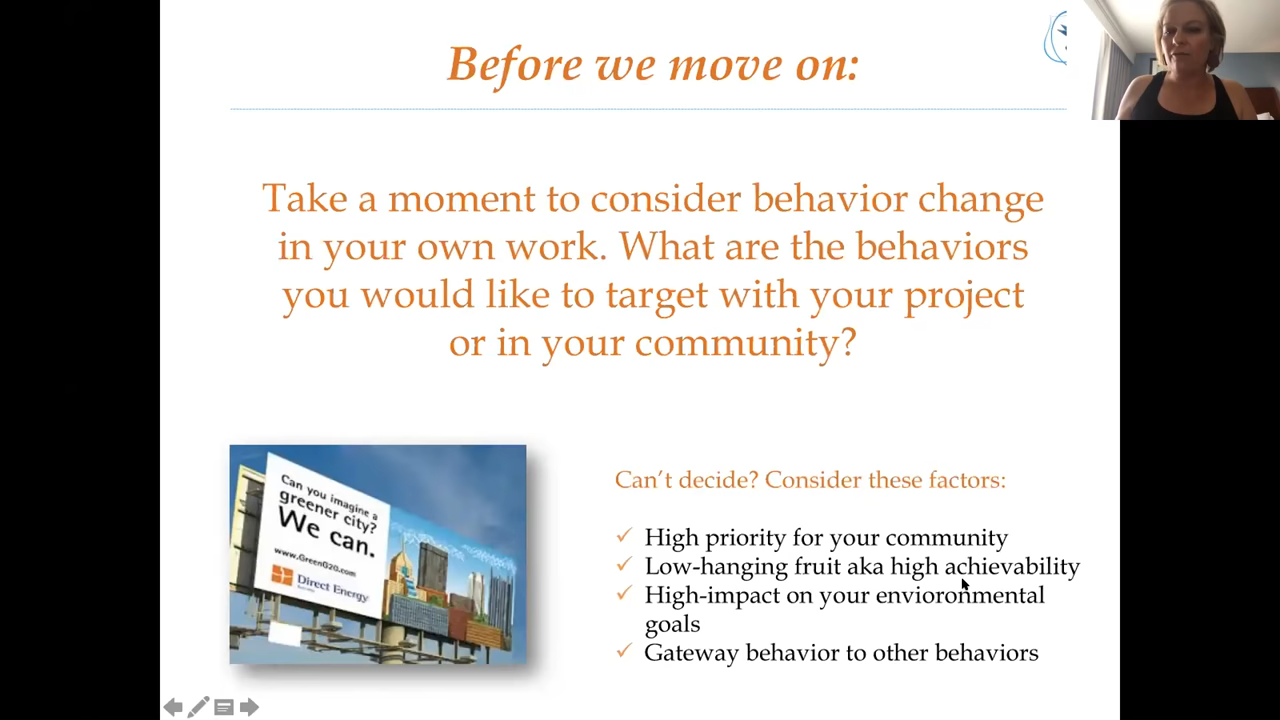 Before we move on:
Take a moment to consider behavior change
in your own work. What are the behaviors
you would like to target with your project
or in your community?
Can you imagine a
greener city?
We can.
www.GreenG20.com
Direct Energy
Can't decide? Consider these factors:
✓ High priority for your community
✓ Low-hanging fruit aka high achievability
✓ High-impact on your envioronmental
goals
✓ Gateway behavior to other behaviors